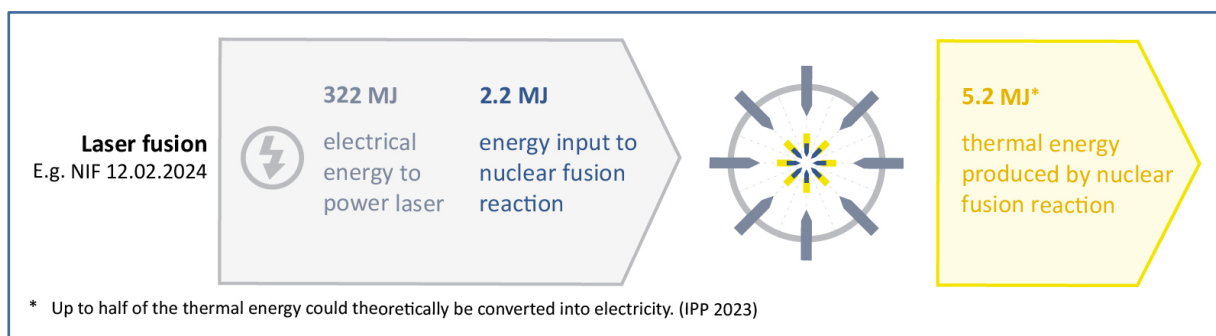 Laser fusion
E.g. NIF 12.02.2024
322 MJ
electrical
energy to
power laser
2.2 MJ
energy input to
nuclear fusion
reaction
5.2 MJ*
thermal energy
produced by nuclear
fusion reaction
* Up to half of the thermal energy could theoretically be converted into electricity. (IPP 2023)